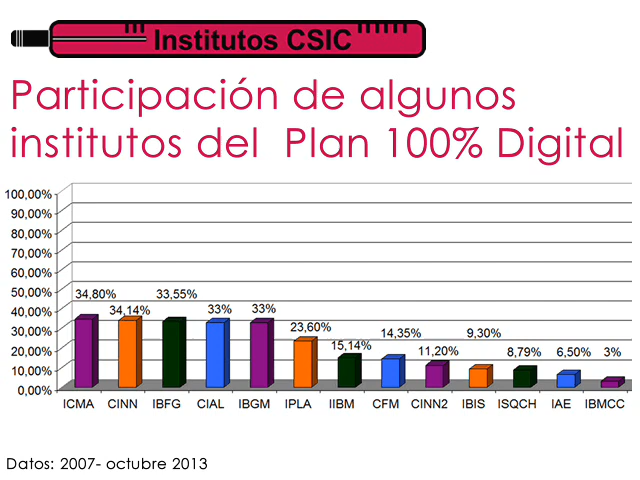 Institutos CSIC
Participación de algunos
institutos del Plan 100% Digital
100,00%
90,00%
80,00%
70,00%
60,00%
50,00%
40,00%
30,00%
20,00%
10,00%
0,00%
34,80% 34,14% 33,55% 33% 33% 23,60% 15,14% 14,35% 11,20% 9,30% 8,79% 6,50% 3%
ICMA CINN IBFG CIAL IBGM IPLA IIBM CFM CINN2 IBIS ISQCH IAE IBMCC
Datos: 2007- octubre 2013